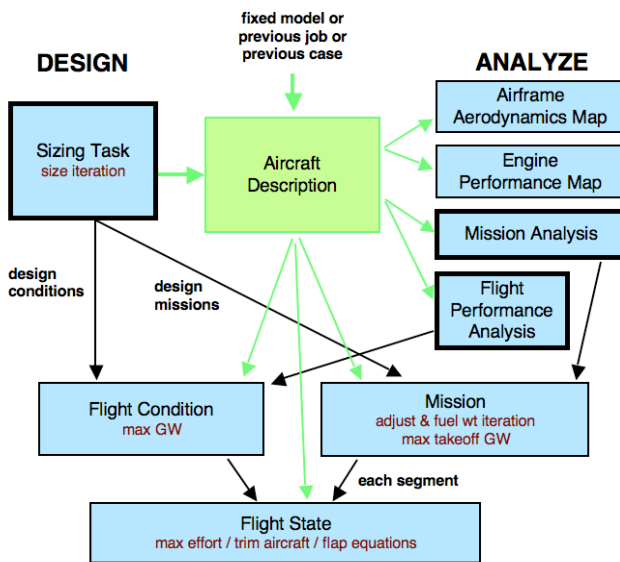 fixed model or
previous job or
previous case
DESIGN
ANALYZE
Sizing Task
size iteration
Aircraft
Description
Airframe
Aerodynamics Map
Engine
Performance Map
Mission Analysis
Flight
Performance
Analysis
design
conditions
design
missions
Flight Condition
max GW
Mission
adjust & fuel wt iteration
max takeoff GW
each segment
Flight State
max effort / trim aircraft / flap equations